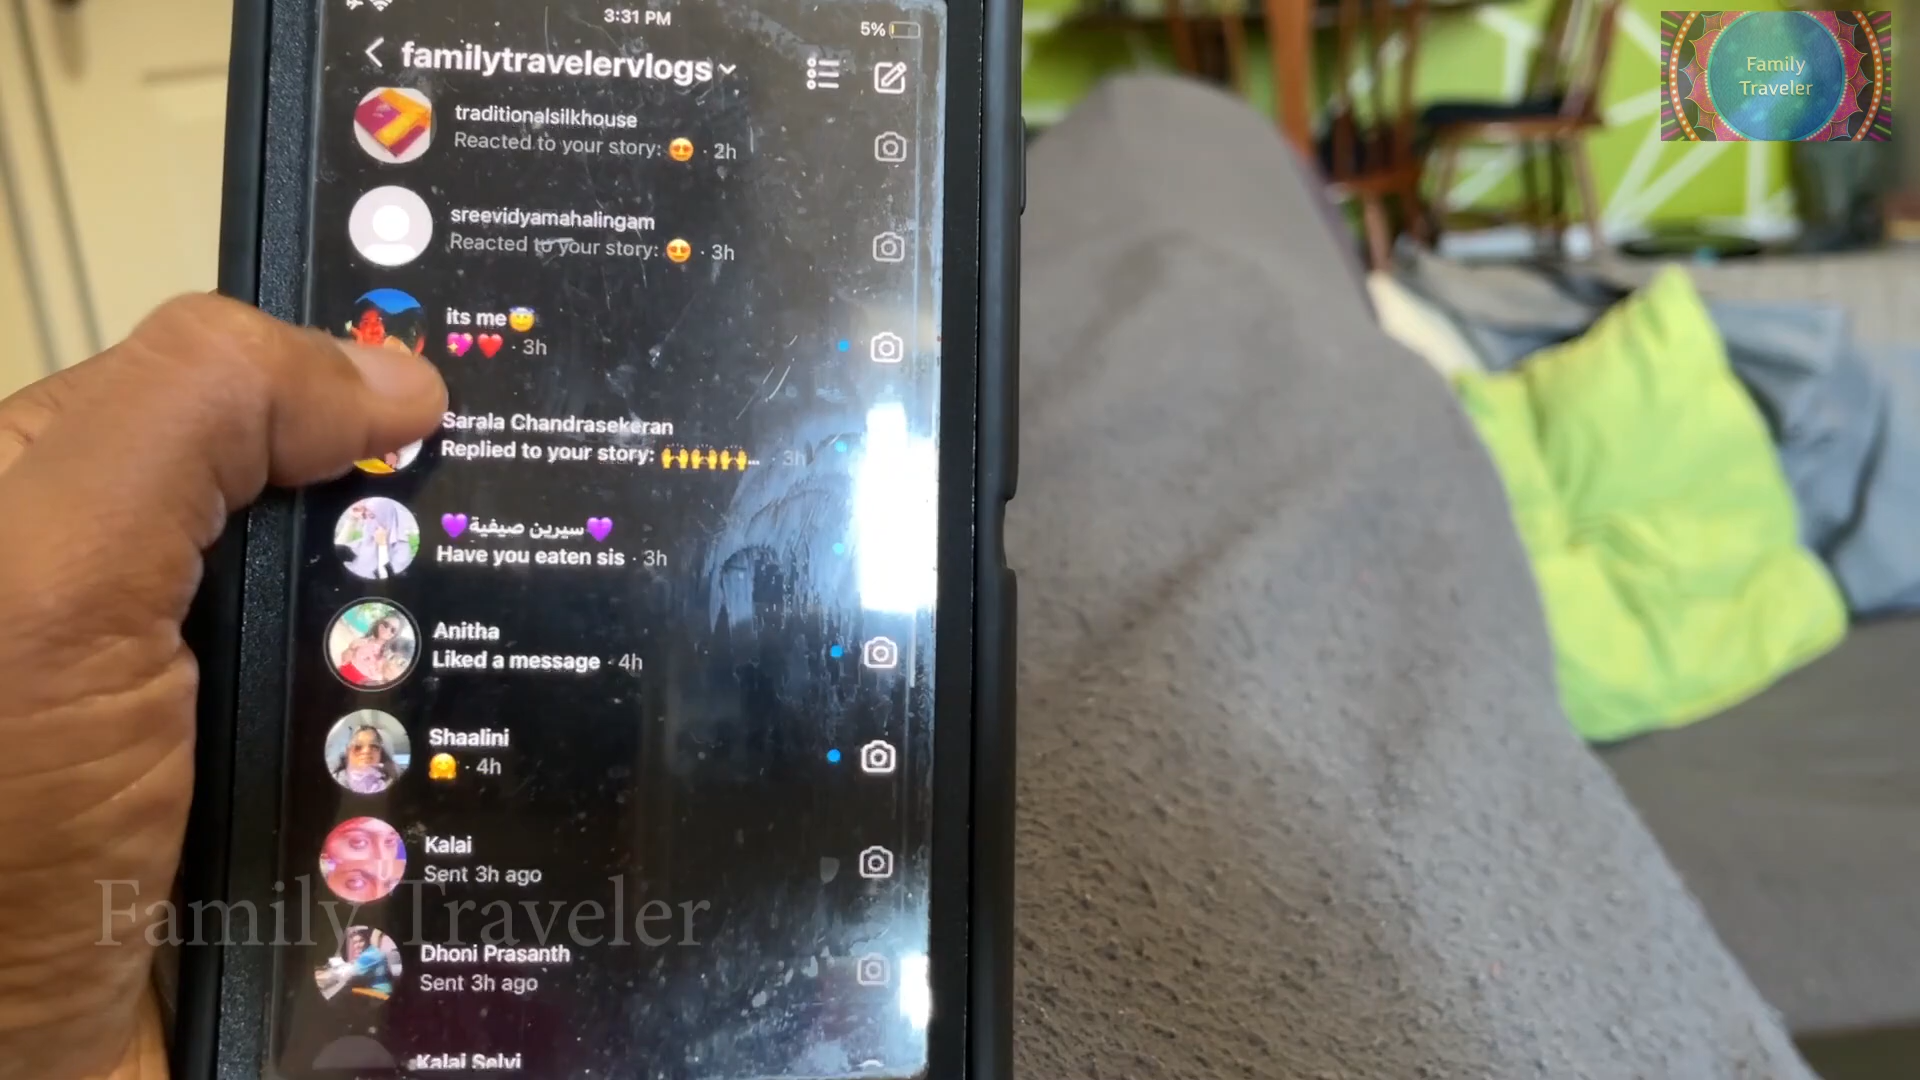 3:31 PM
5%
familytravelervlogs
Family
Traveler
traditionalsilkhouse
Reacted to your story: 😍 · 2h
sreevidyamahalingam
Reacted to your story: 😍 · 3h
its me😇
💖❤️ · 3h
Sarala Chandrasekeran
Replied to your story: 🙌🙌🙌... · 3h
💜سيرين صيفية💜
Have you eaten sis · 3h
Anitha
Liked a message · 4h
Shaalini
🤗 · 4h
Kalai
Sent 3h ago
Family Traveler
Dhoni Prasanth
Sent 3h ago
Kalai Selvi